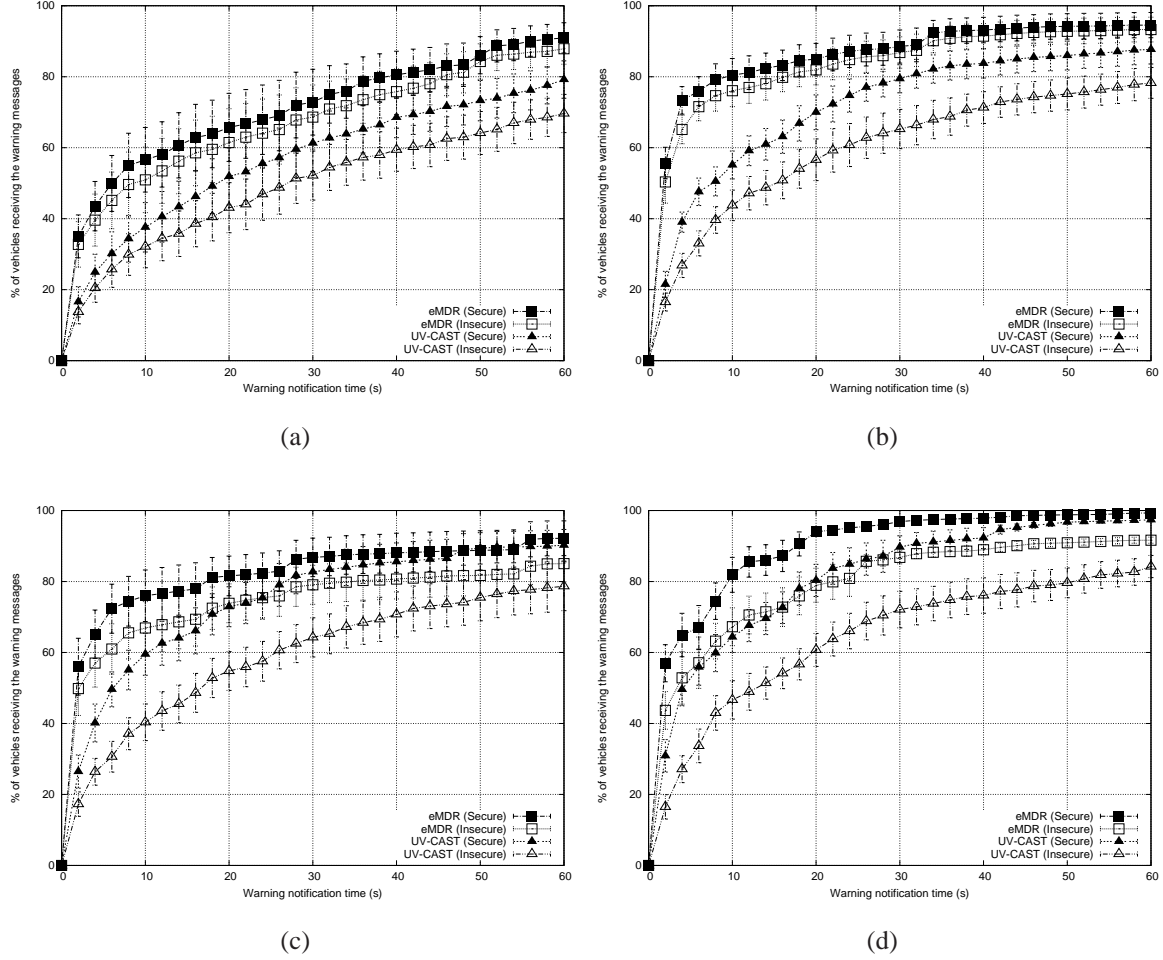 100
80
60
40
20
0
% of vehicles receiving the warning messages
eMDR (Secure)
eMDR (Insecure)
UV-CAST (Secure)
UV-CAST (Insecure)
0 10 20 30 40 50 60
Warning notification time (s)
(a)
100
80
60
40
20
0
% of vehicles receiving the warning messages
eMDR (Secure)
eMDR (Insecure)
UV-CAST (Secure)
UV-CAST (Insecure)
0 10 20 30 40 50 60
Warning notification time (s)
(b)
100
80
60
40
20
0
% of vehicles receiving the warning messages
eMDR (Secure)
eMDR (Insecure)
UV-CAST (Secure)
UV-CAST (Insecure)
0 10 20 30 40 50 60
Warning notification time (s)
(c)
100
80
60
40
20
0
% of vehicles receiving the warning messages
eMDR (Secure)
eMDR (Insecure)
UV-CAST (Secure)
UV-CAST (Insecure)
0 10 20 30 40 50 60
Warning notification time (s)
(d)